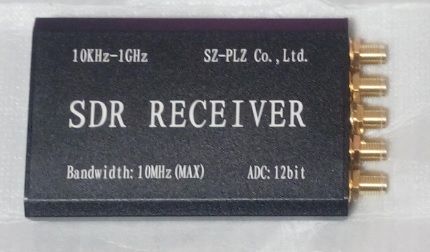 10KHz-1GHz SZ-PLZ Co.,Ltd.
SDR RECEIVER
Bandwidth:10MHz(MAX) ADC:12bit